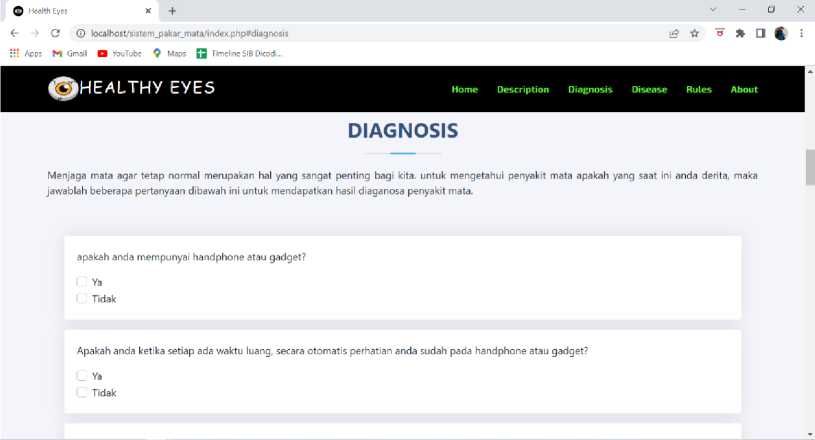 Healthy Eyes
localhost/sistem_pakar_mata/index.php#diagnosis
Apps Gmail YouTube Maps Timeline SIB Dicodi...
HEALTHY EYES Home Description Diagnosis Disease Rules About
DIAGNOSIS
Menjaga mata agar tetap normal merupakan hal yang sangat penting bagi kita. untuk mengetahui penyakit mata apakah yang saat ini anda derita, maka
jawablah beberapa pertanyaan dibawah ini untuk mendapatkan hasil diaganosa penyakit mata.
apakah anda mempunyai handphone atau gadget?
Ya
Tidak
Apakah anda ketika setiap ada waktu luang, secara otomatis perhatian anda sudah pada handphone atau gadget?
Ya
Tidak